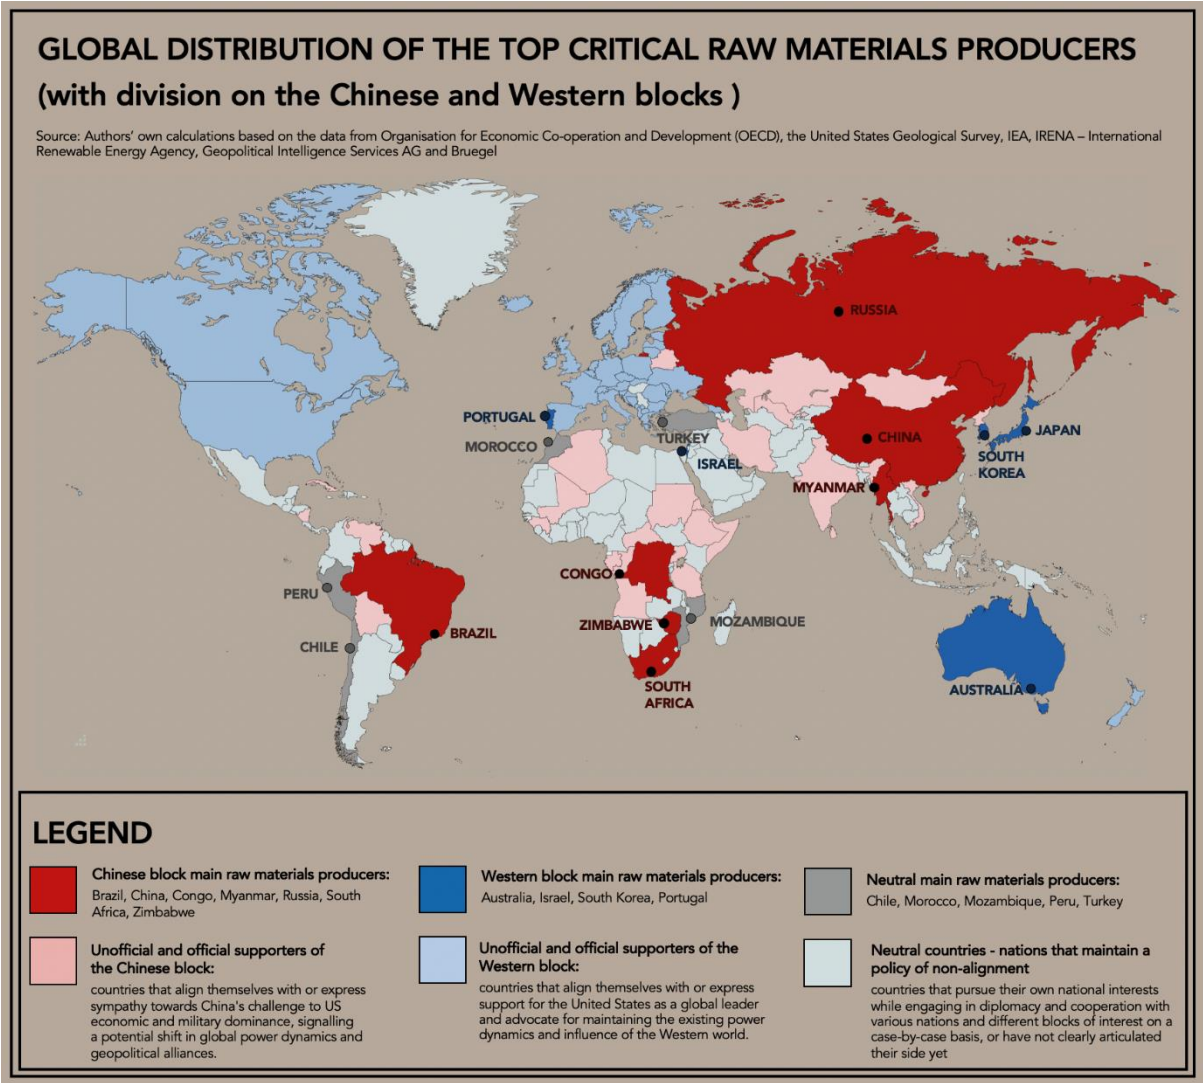 GLOBAL DISTRIBUTION OF THE TOP CRITICAL RAW MATERIALS PRODUCERS
(with division on the Chinese and Western blocks )
Source: Authors' own calculations based on the data from Organisation for Economic Co-operation and Development (OECD), the United States Geological Survey, IEA, IRENA – International
Renewable Energy Agency, Geopolitical Intelligence Services AG and Bruegel
RUSSIA
PORTUGAL
MOROCCO
TURKEY
ISRAEL
CHINA
JAPAN
SOUTH
KOREA
MYANMAR
CONGO
PERU
ZIMBABWE
MOZAMBIQUE
BRAZIL
CHILE
SOUTH
AFRICA
AUSTRALIA
LEGEND
Chinese block main raw materials producers:
Brazil, China, Congo, Myanmar, Russia, South
Africa, Zimbabwe
Western block main raw materials producers:
Australia, Israel, South Korea, Portugal
Neutral main raw materials producers:
Chile, Morocco, Mozambique, Peru, Turkey
Unofficial and official supporters of
the Chinese block:
countries that align themselves with or express
sympathy towards China's challenge to US
economic and military dominance, signalling
a potential shift in global power dynamics and
geopolitical alliances.
Unofficial and official supporters of the
Western block:
countries that align themselves with or express
support for the United States as a global leader
and advocate for maintaining the existing power
dynamics and influence of the Western world.
Neutral countries - nations that maintain a
policy of non-alignment
countries that pursue their own national interests
while engaging in diplomacy and cooperation with
various nations and different blocks of interest on a
case-by-case basis, or have not clearly articulated
their side yet